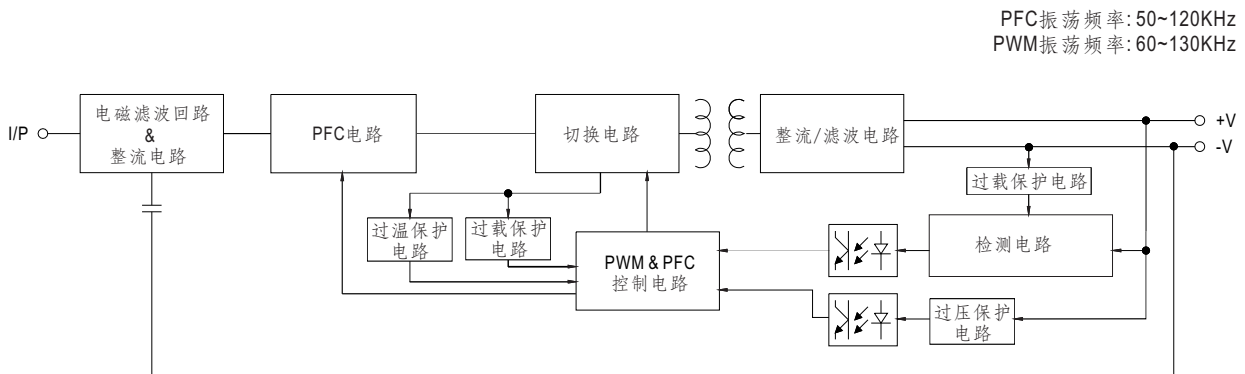 PFC振荡频率: 50~120KHz
PWM振荡频率: 60~130KHz
I/P
电磁滤波回路
&
整流电路
PFC电路
切换电路
整流/滤波电路
+V
-V
过载保护电路
过温保护
电路
过载保护
电路
PWM & PFC
控制电路
检测电路
过压保护
电路